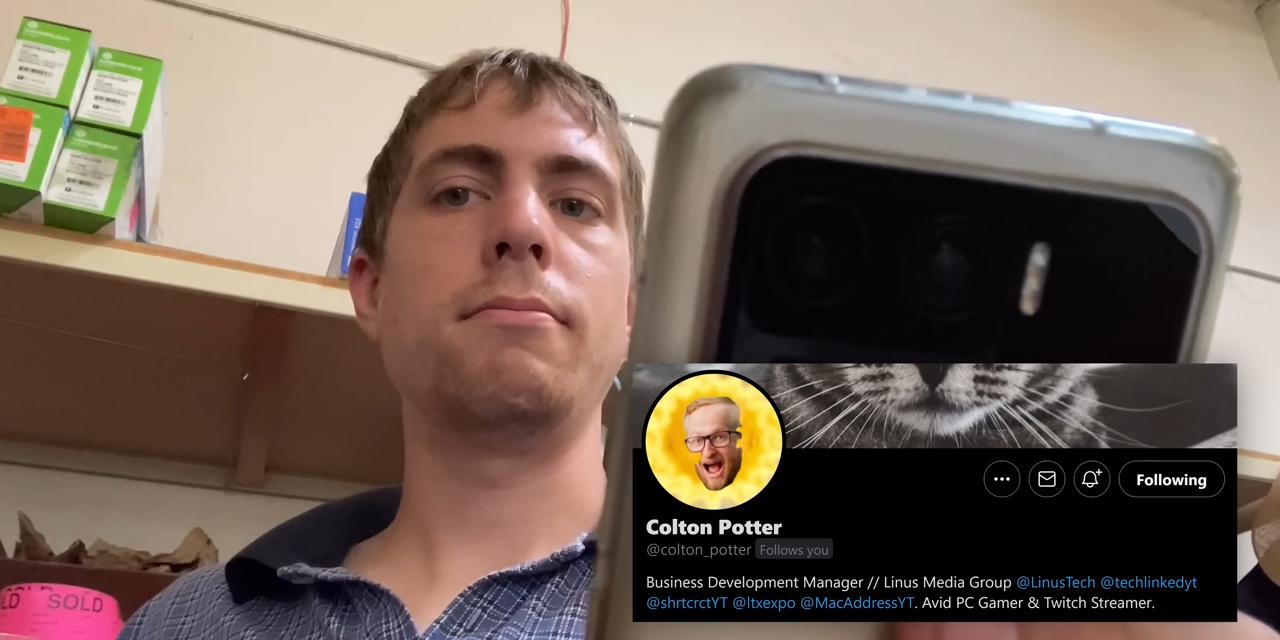 SOLD
Following
Colton Potter
@colton_potter Follows you
Business Development Manager // Linus Media Group @LinusTech @techlinkedyt
@shrtcrctYT @ltxexpo @MacAddressYT. Avid PC Gamer & Twitch Streamer.